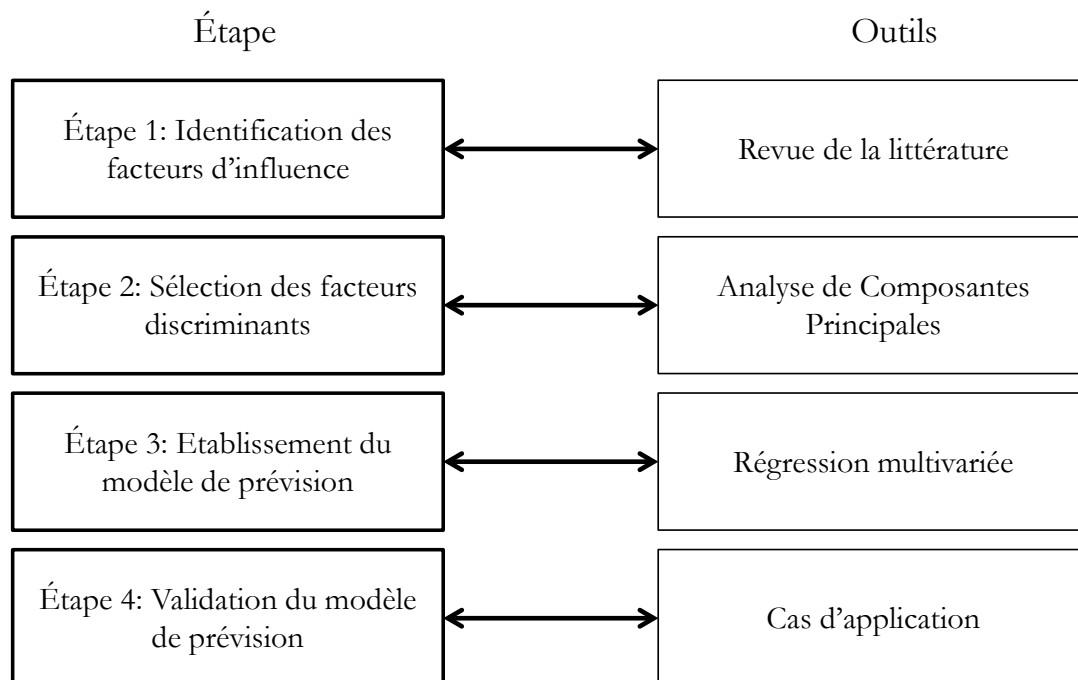 Étape
Outils
Étape 1: Identification des
facteurs d’influence
Revue de la littérature
Étape 2: Sélection des facteurs
discriminants
Analyse de Composantes
Principales
Étape 3: Etablissement du
modèle de prévision
Régression multivariée
Étape 4: Validation du modèle
de prévision
Cas d’application